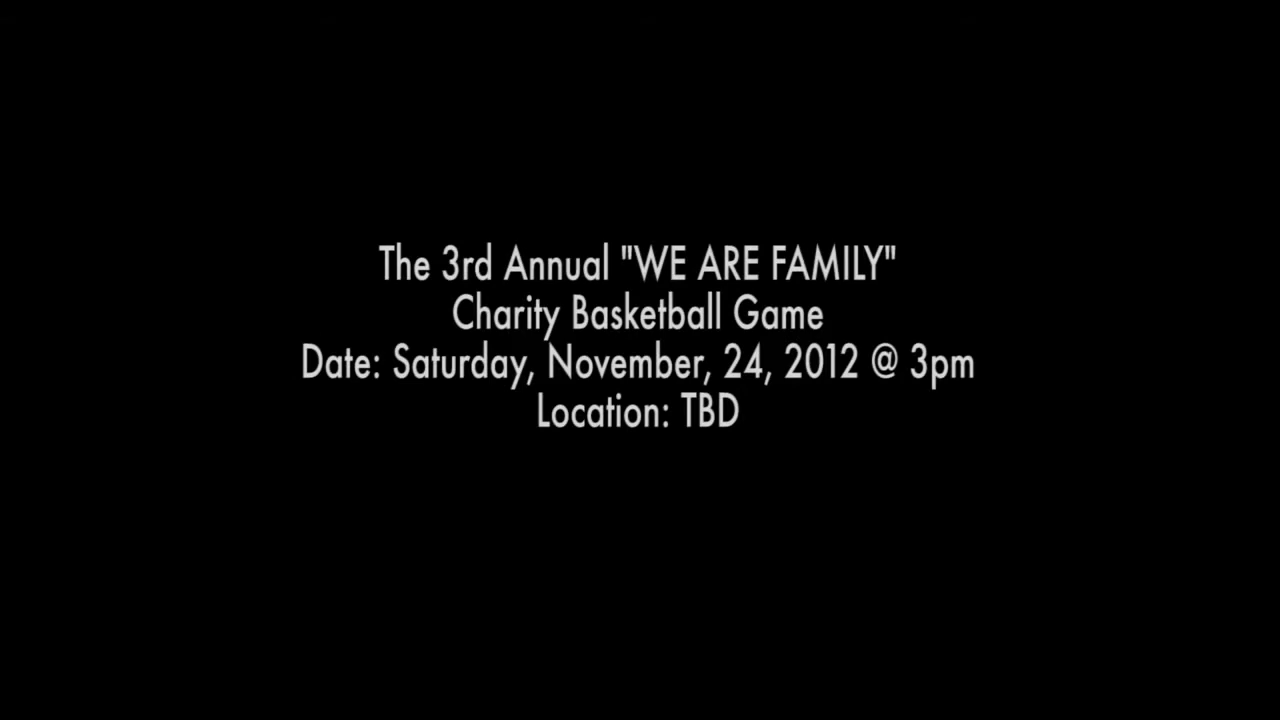 The 3rd Annual "WE ARE FAMILY"
Charity Basketball Game
Date: Saturday, November, 24, 2012 @ 3pm
Location: TBD